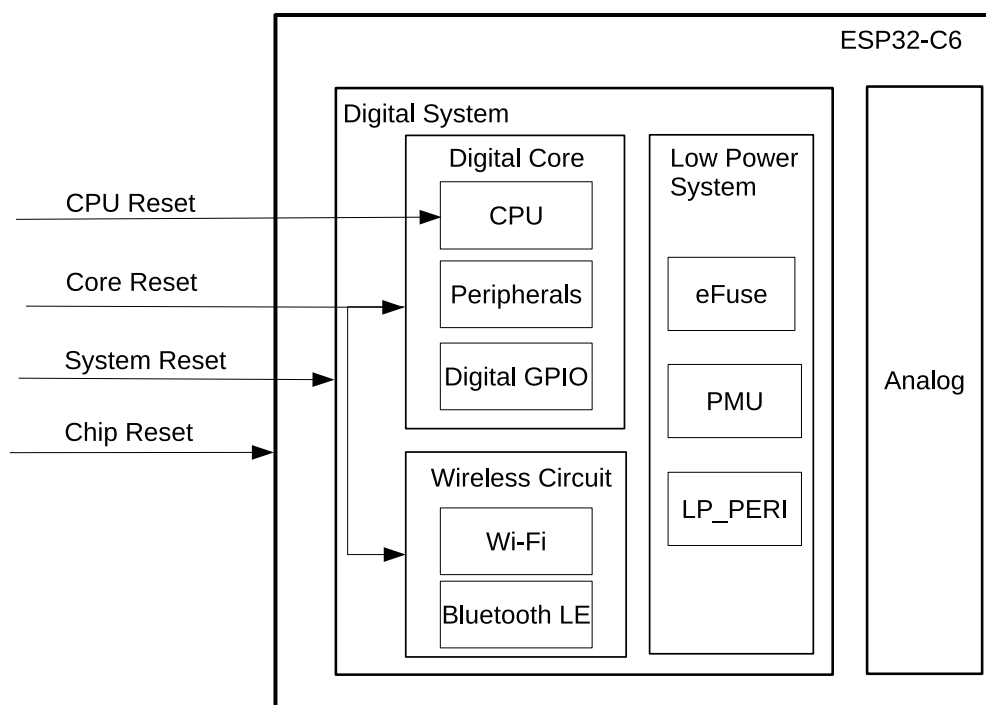 ESP32-C6
Digital System
Digital Core
CPU
Peripherals
Digital GPIO
Wireless Circuit
Wi-Fi
Bluetooth LE
Low Power
System
eFuse
PMU
LP_PERI
Analog
CPU Reset
Core Reset
System Reset
Chip Reset